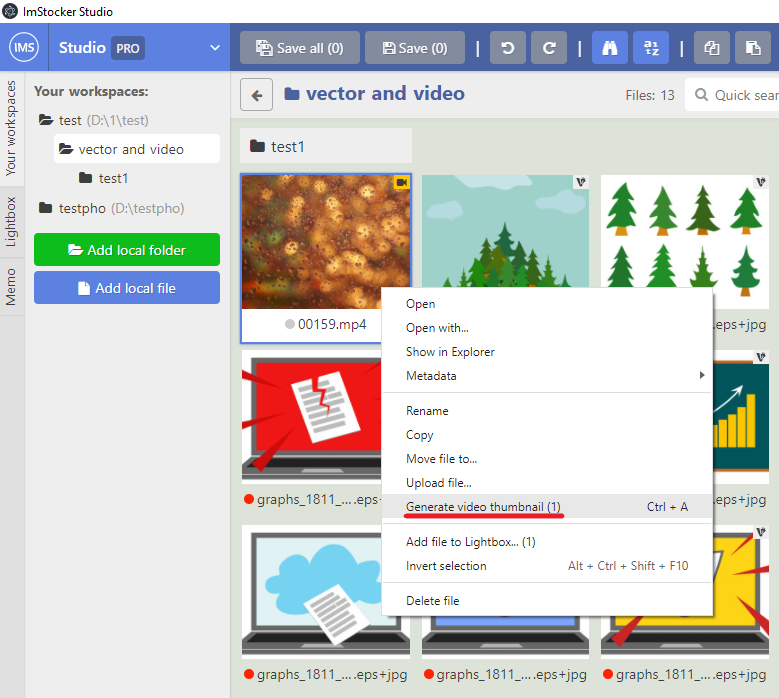 ImStocker Studio
IMS
Studio PRO
Save all (0)
Save (0)
Your workspaces
Lightbox
Memo
Your workspaces:
test (D:\1\test)
vector and video
test1
testpho (D:\testpho)
Add local folder
Add local file
vector and video
Files: 13
Quick sear
test1
00159.mp4
.eps+jpg
graphs_1811_....eps+
.eps+jpg
graphs_1811_....eps+jpg
graphs_1811_....eps+jpg
graphs_1811_....eps+jpg
Open
Open with...
Show in Explorer
Metadata
Rename
Copy
Move file to...
Upload file...
Generate video thumbnail (1) Ctrl + A
Add file to Lightbox... (1)
Invert selection Alt + Ctrl + Shift + F10
Delete file